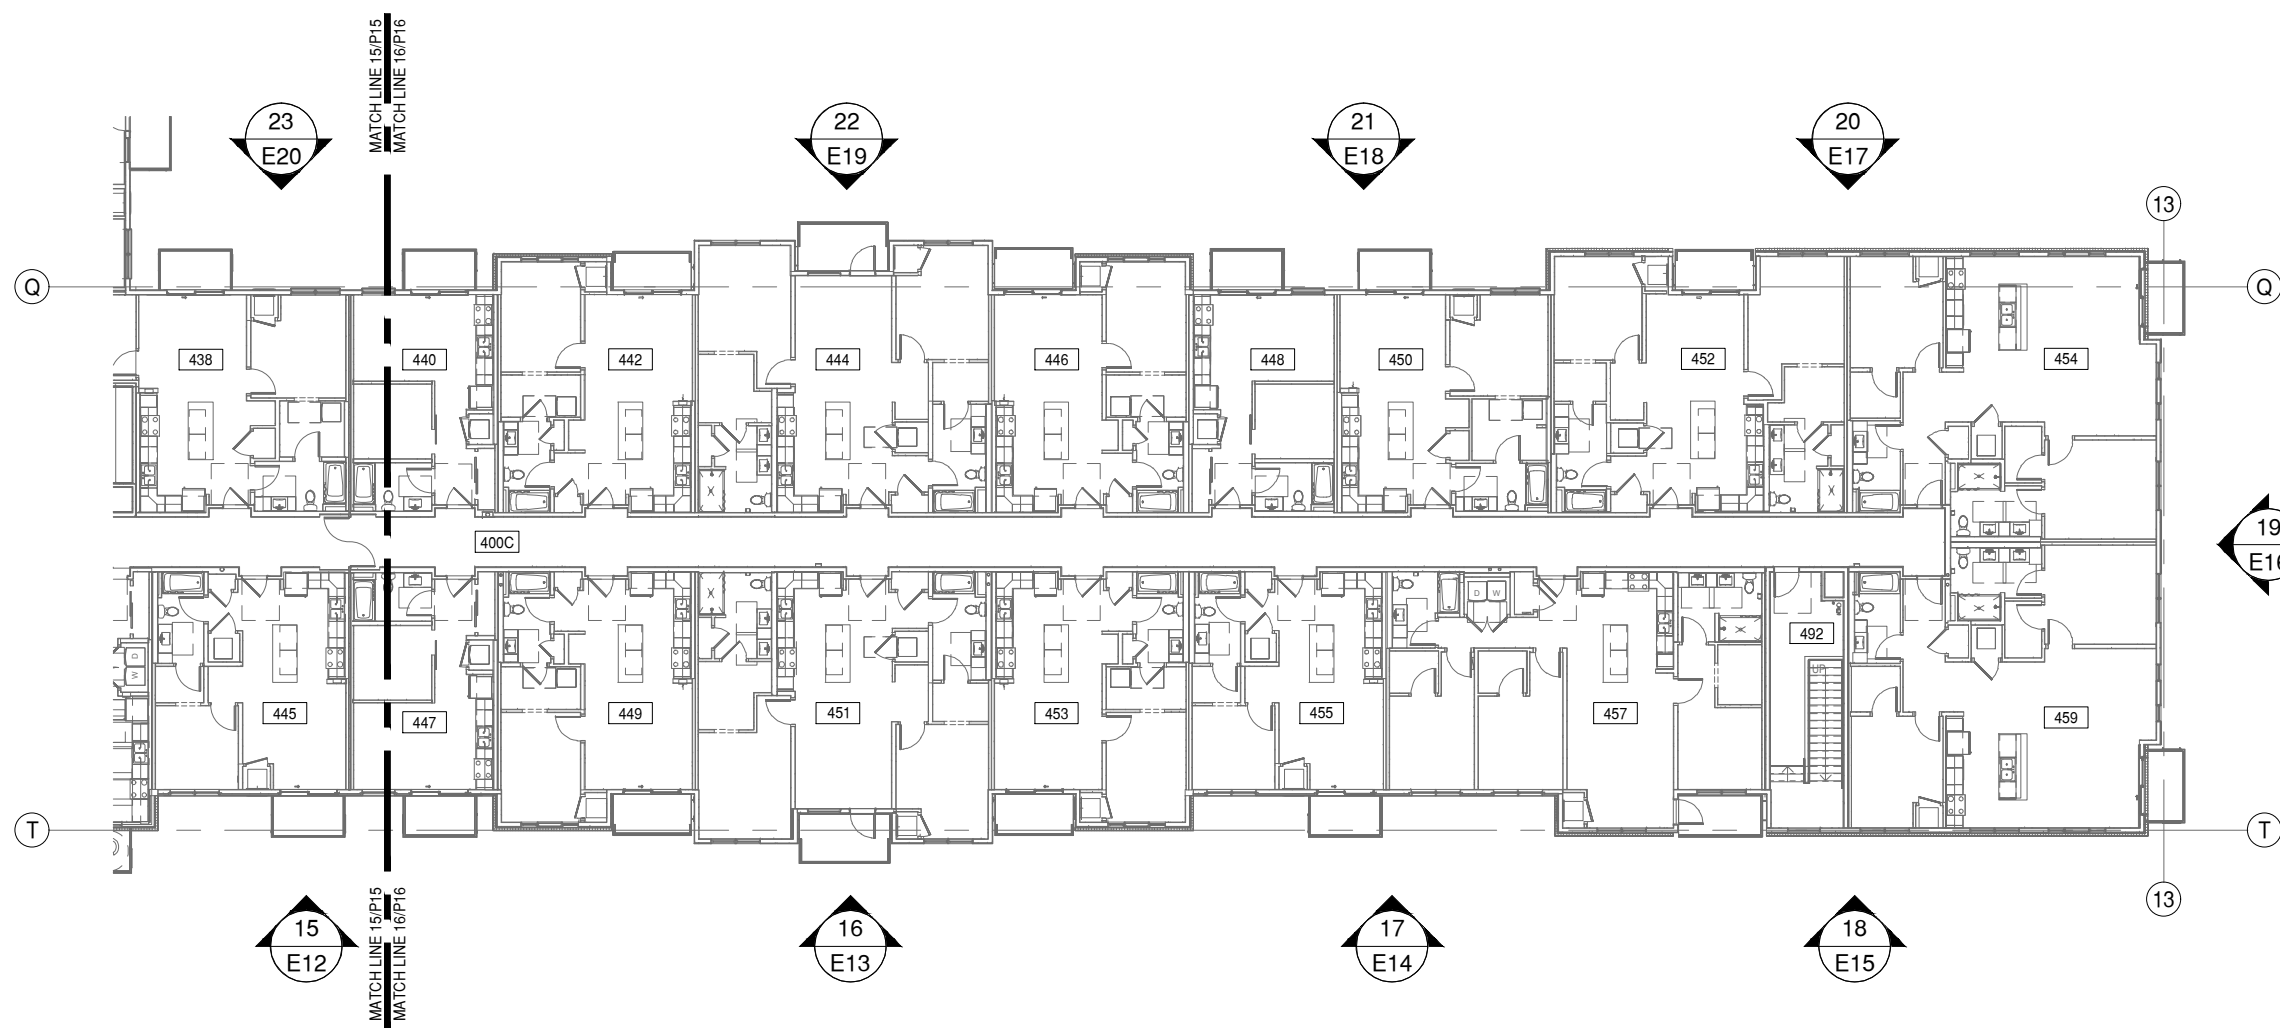 MATCH LINE 15/P15
MATCH LINE 16/P16
23
E20
22
E19
21
E18
20
E17
13
Q
Q
438
440
442
444
446
448
450
452
454
400C
19
E16
D
W
D
W
492
UP
445
447
449
451
453
455
457
459
T
T
13
MATCH LINE 15/P15
MATCH LINE 16/P16
15
E12
16
E13
17
E14
18
E15